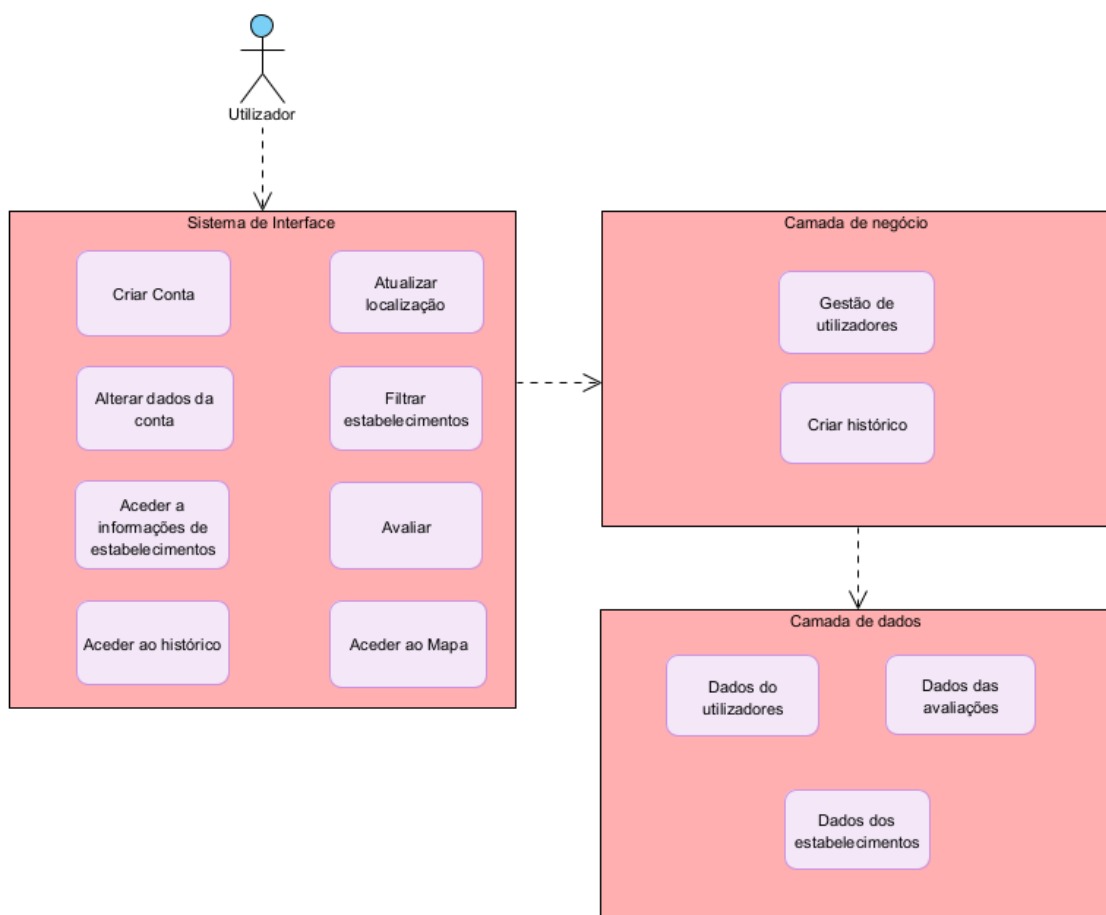 Utilizador
Sistema de Interface
Criar Conta
Atualizar
localização
Alterar dados da
conta
Filtrar
estabelecimentos
Aceder a
informações de
estabelecimentos
Avaliar
Aceder ao histórico
Aceder ao Mapa
Camada de negócio
Gestão de
utilizadores
Criar histórico
Camada de dados
Dados do
utilizadores
Dados das
avaliações
Dados dos
estabelecimentos